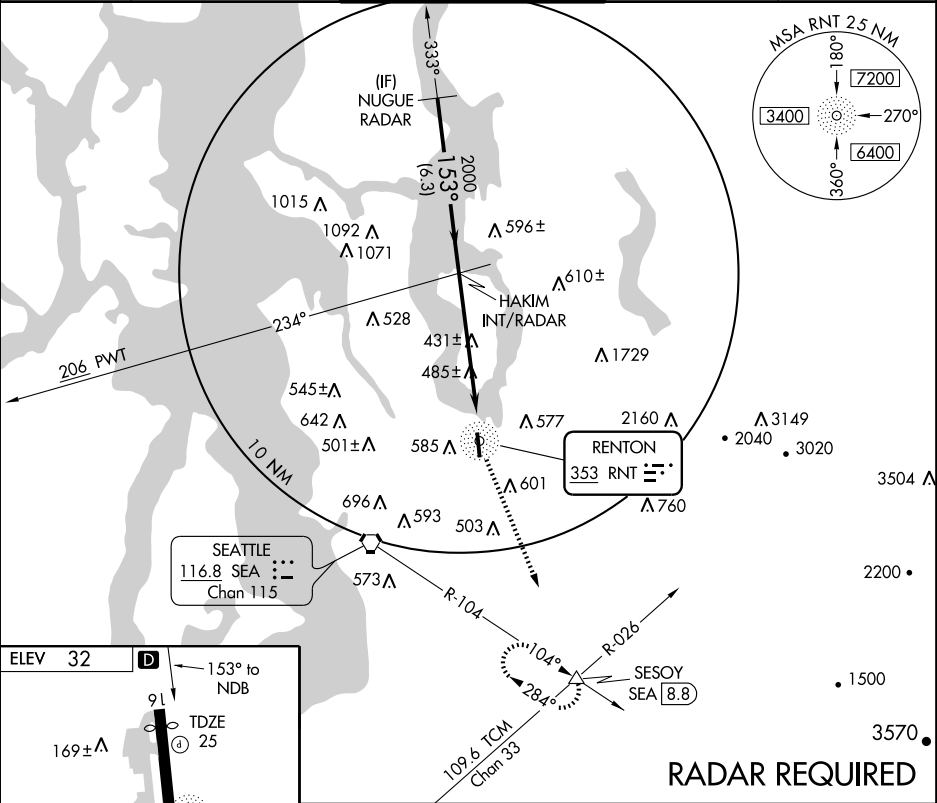 MSA RNT 25 NM
180°
7200
3400
270°
6400
360°
333°
(IF)
NUGUE
RADAR
2000
153°
(6.3)
1015
1092
1071
596±
610±
HAKIM
INT/RADAR
528
234°
206 PWT
431±
485±
1729
545±
642
501±
585
577
2160
3149
2040
3020
RENTON
353 RNT
10 NM
601
3504
696
593
503
760
SEATTLE
116.8 SEA
Chan 115
573
2200
R-104
R-026
104°
284°
SESOY
SEA 8.8
1500
109.6 TCM
Chan 33
3570
RADAR REQUIRED
ELEV 32
D
153° to
NDB
16
TDZE
25
P
169±